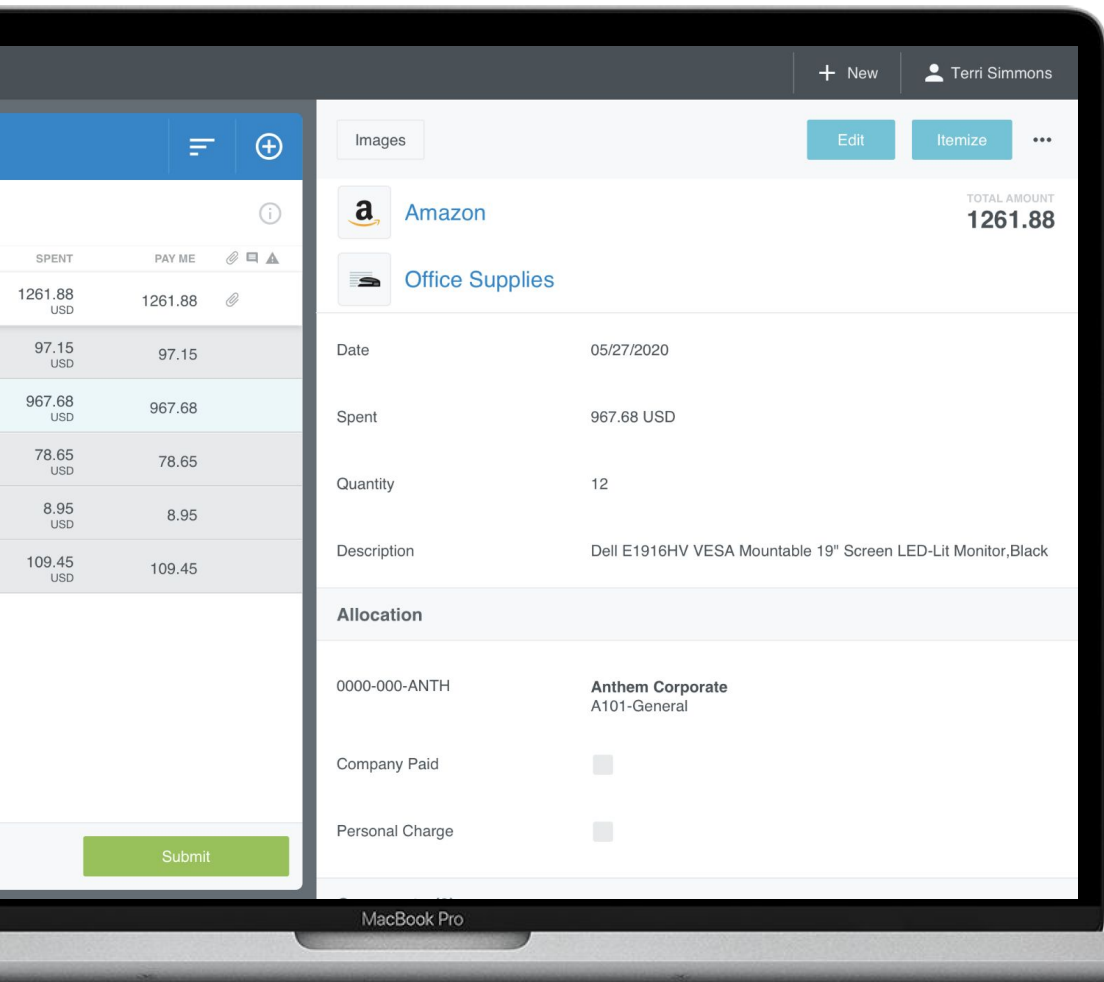 + New
Terri Simmons
Images
Edit
Itemize
•••
a
Amazon
TOTAL AMOUNT
1261.88
Office Supplies
SPENT PAY ME
1261.88 1261.88
USD
97.15 97.15
USD
967.68 967.68
USD
78.65 78.65
USD
8.95 8.95
USD
109.45 109.45
USD
Submit
Date 05/27/2020
Spent 967.68 USD
Quantity 12
Description Dell E1916HV VESA Mountable 19" Screen LED-Lit Monitor,Black
Allocation
0000-000-ANTH Anthem Corporate
A101-General
Company Paid
Personal Charge
MacBook Pro